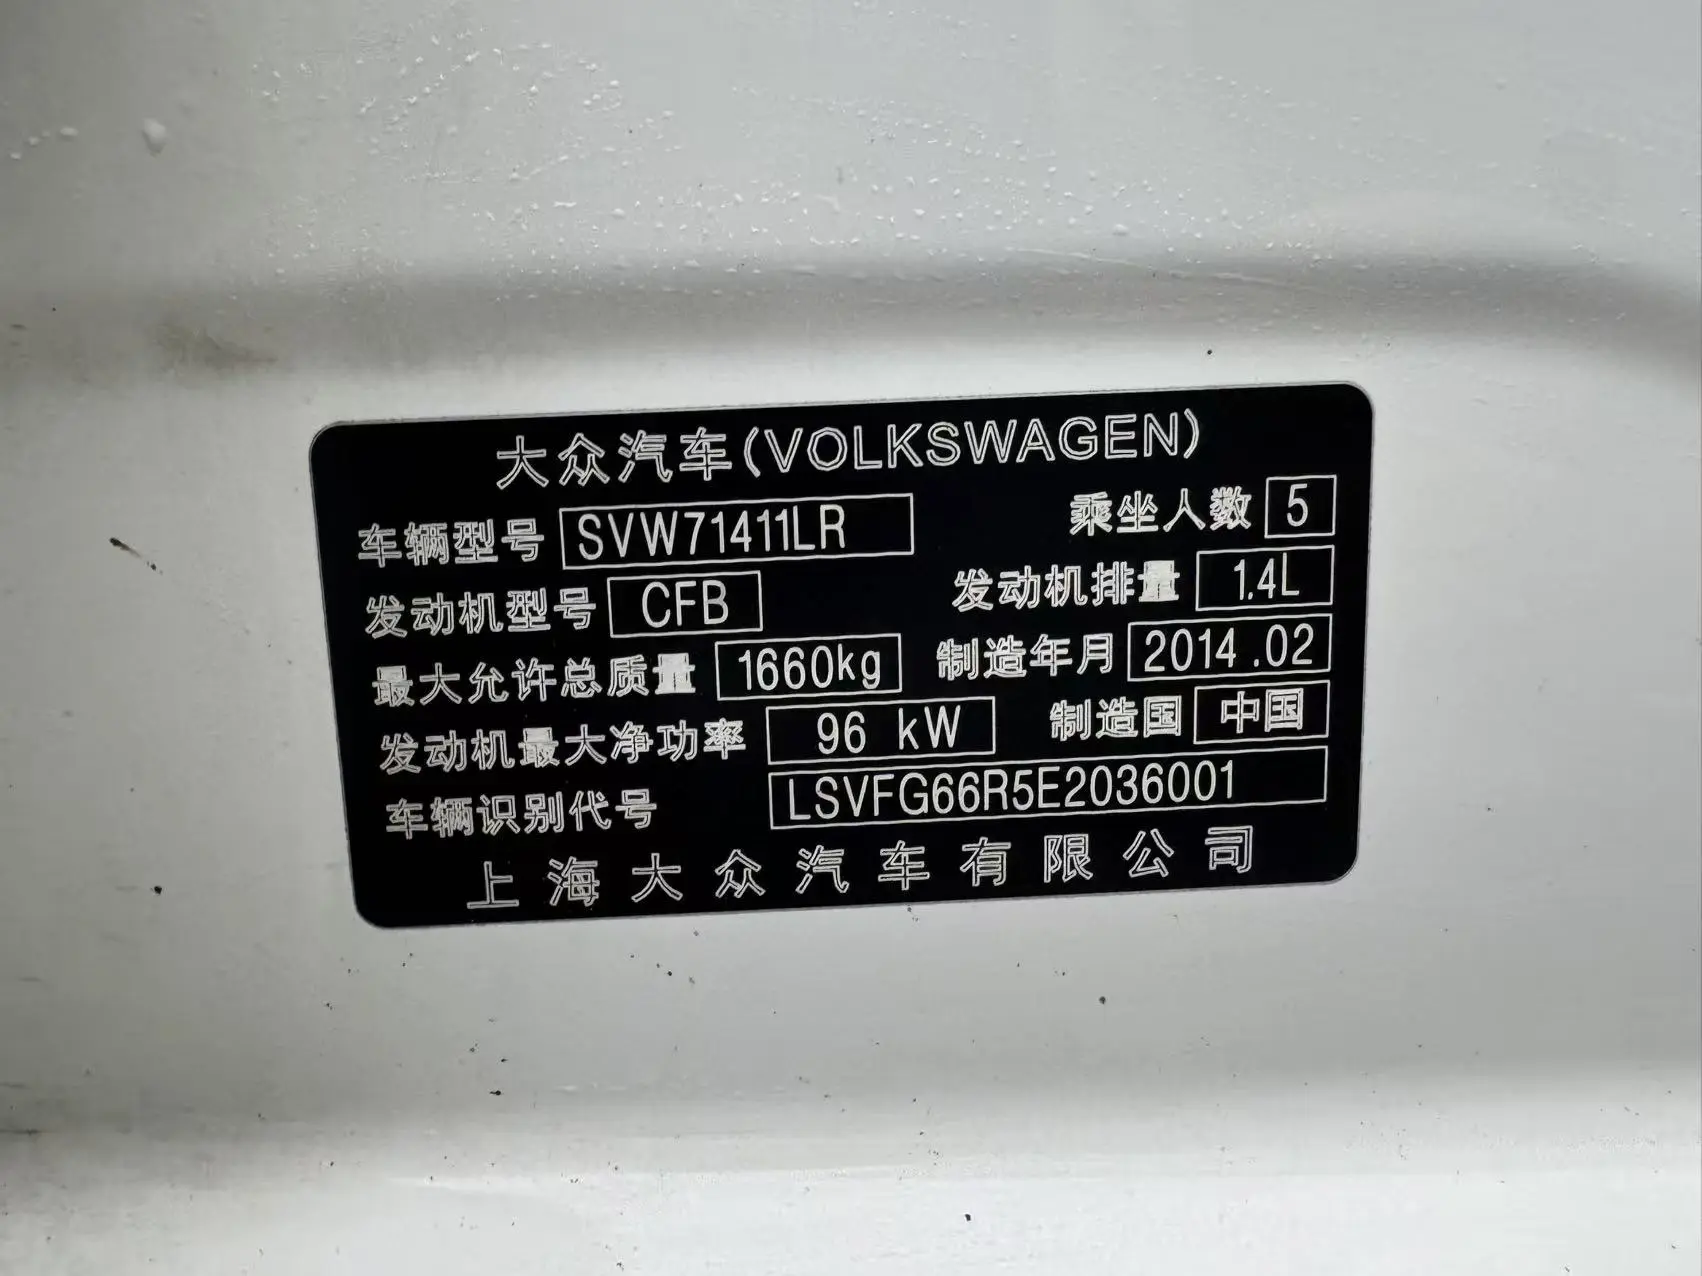 大众汽车(VOLKSWAGEN)
车辆型号 SVW71411LR 乘坐人数 5
发动机型号 CFB 发动机排量 1.4L
最大允许总质量 1660kg 制造年月 2014.02
发动机最大净功率 96 kW 制造国 中国
车辆识别代号 LSVFG66R5E2036001
上海大众汽车有限公司